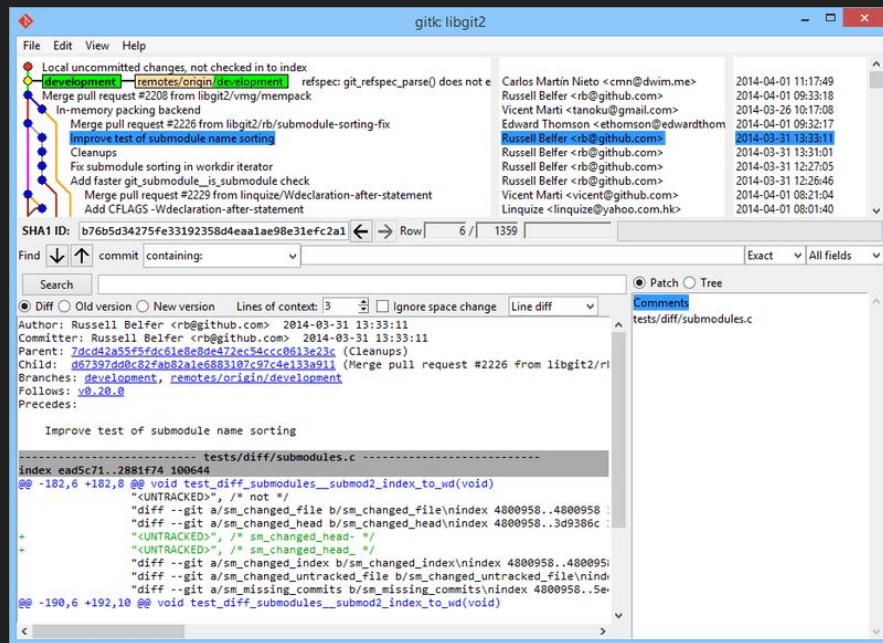 gitk: libgit2
File Edit View Help
Local uncommitted changes, not checked in to index
development remotes/origin/development refspec: git_refspec_parse() does not e Carlos Martín Nieto <cmn@dwim.me> 2014-04-01 11:17:49
Merge pull request #2208 from libgit2/vmg/mempack Russell Belfer <rb@github.com> 2014-04-01 09:33:18
In-memory packing backend Vicent Marti <tanoku@gmail.com> 2014-03-26 10:17:08
Merge pull request #2226 from libgit2/rb/submodule-sorting-fix Edward Thomson <ethomson@edwardthom 2014-04-01 09:32:17
Improve test of submodule name sorting Russell Belfer <rb@github.com> 2014-03-31 13:33:11
Cleanups Russell Belfer <rb@github.com> 2014-03-31 13:31:01
Fix submodule sorting in workdir iterator Russell Belfer <rb@github.com> 2014-03-31 12:27:05
Add faster git_submodule__is_submodule check Russell Belfer <rb@github.com> 2014-03-31 12:26:46
Merge pull request #2229 from linquize/Wdeclaration-after-statement Vicent Marti <vicent@github.com> 2014-04-01 08:21:04
Add CFLAGS -Wdeclaration-after-statement Linquize <linquize@yahoo.com.hk> 2014-04-01 08:01:40
SHA1 ID: b76b5d34275fe33192358d4eaa1ae98e31efc2a1 Row 6 / 1359
Find commit containing: Exact All fields
Search Patch Tree
Diff Old version New version Lines of context: 3 Ignore space change Line diff Comments
tests/diff/submodules.c
Author: Russell Belfer <rb@github.com> 2014-03-31 13:33:11
Committer: Russell Belfer <rb@github.com> 2014-03-31 13:33:11
Parent: 7dcd42a55f5fdc61e8e8de472ec54ccc0613e23c (Cleanups)
Child: d67397dd0c82fab82a1e6883107c97c4e133a911 (Merge pull request #2226 from libgit2/
Branches: development, remotes/origin/development
Follows: v0.20.0
Precedes:
Improve test of submodule name sorting
-------------------------- tests/diff/submodules.c --------------------------
index ead5c71..2881f74 100644
@@ -182,6 +182,8 @@ void test_diff_submodules__submod2_index_to_wd(void)
"<UNTRACKED>", /* not */
"diff --git a/sm_changed_file b/sm_changed_file\nindex 4800958..4800958
"diff --git a/sm_changed_head b/sm_changed_head\nindex 4800958..3d9386c
+ "<UNTRACKED>", /* sm_changed_head- */
+ "<UNTRACKED>", /* sm_changed_head_ */
"diff --git a/sm_changed_index b/sm_changed_index\nindex 4800958..480095
"diff --git a/sm_changed_untracked_file b/sm_changed_untracked_file\nind
"diff --git a/sm_missing_commits b/sm_missing_commits\nindex 4800958..5e
@@ -190,6 +192,10 @@ void test_diff_submodules__submod2_index_to_wd(void)